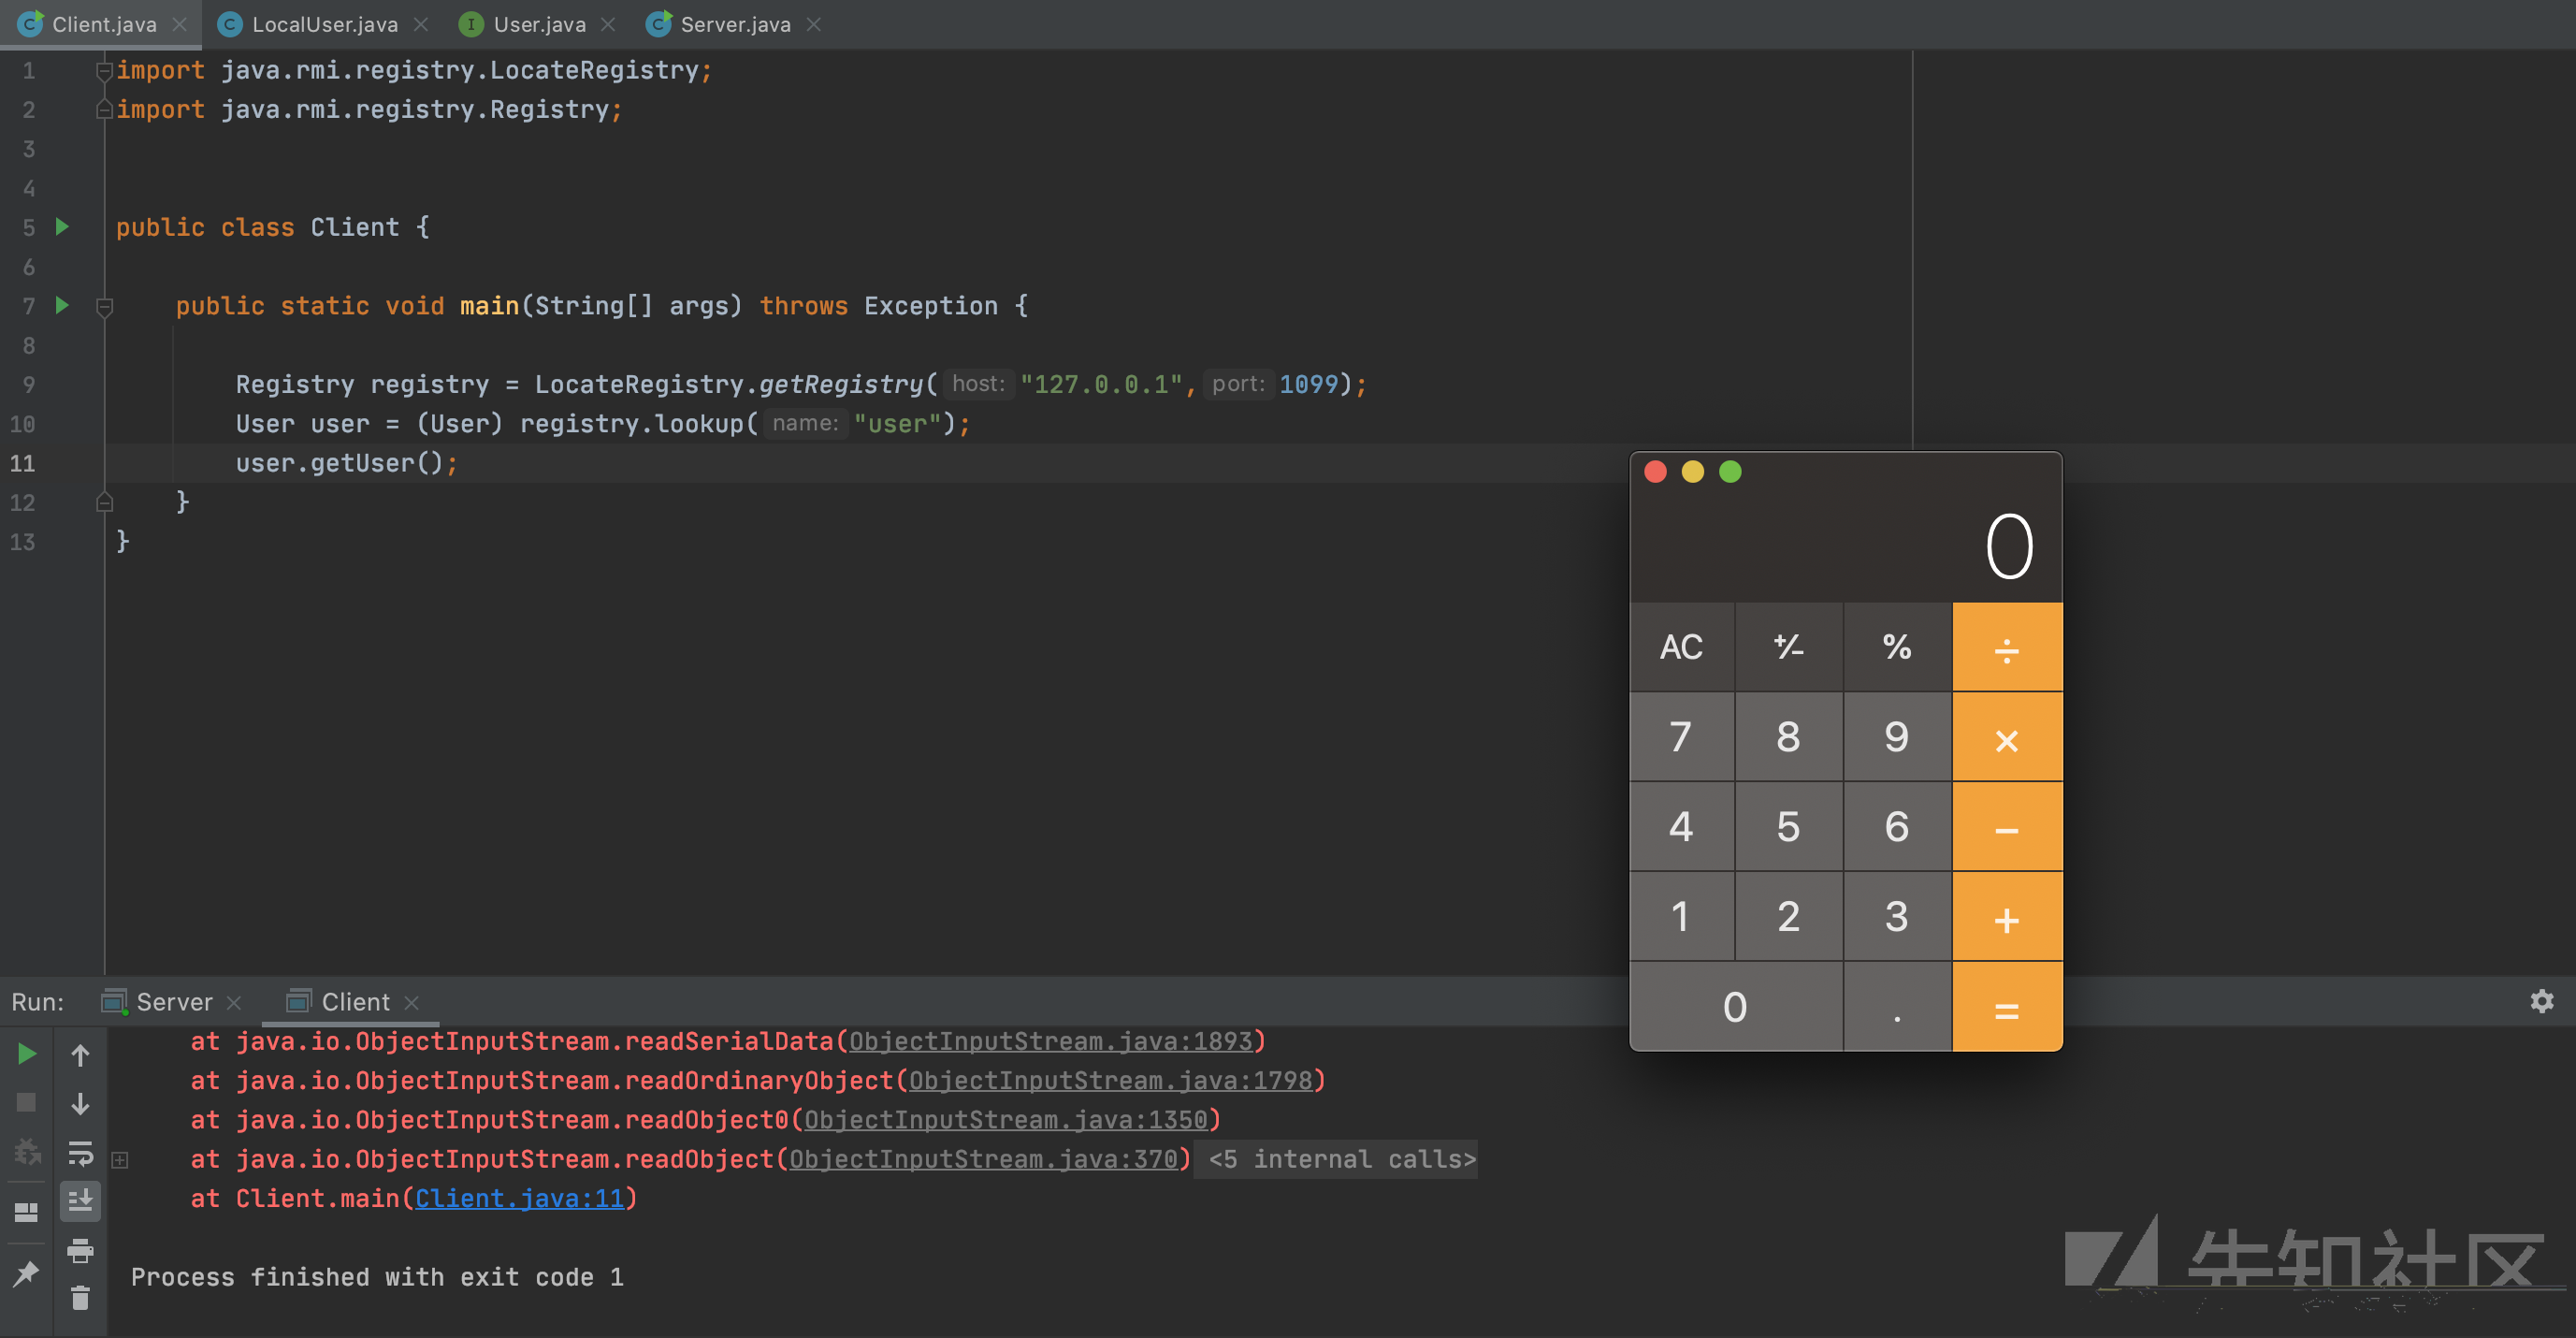 Client.java LocalUser.java User.java Server.java
1 import java.rmi.registry.LocateRegistry;
2 import java.rmi.registry.Registry;
3
4
5 public class Client {
6
7 public static void main(String[] args) throws Exception {
8
9 Registry registry = LocateRegistry.getRegistry( host: "127.0.0.1", port: 1099);
10 User user = (User) registry.lookup( name: "user");
11 user.getUser();
12 }
13 }
0
AC ⁺∕₋ % ÷
7 8 9 ×
4 5 6 −
1 2 3 +
0 . =
Run: Server Client
at java.io.ObjectInputStream.readSerialData(ObjectInputStream.java:1893)
at java.io.ObjectInputStream.readOrdinaryObject(ObjectInputStream.java:1798)
at java.io.ObjectInputStream.readObject0(ObjectInputStream.java:1350)
at java.io.ObjectInputStream.readObject(ObjectInputStream.java:370) <5 internal calls>
at Client.main(Client.java:11)
Process finished with exit code 1
先知社区